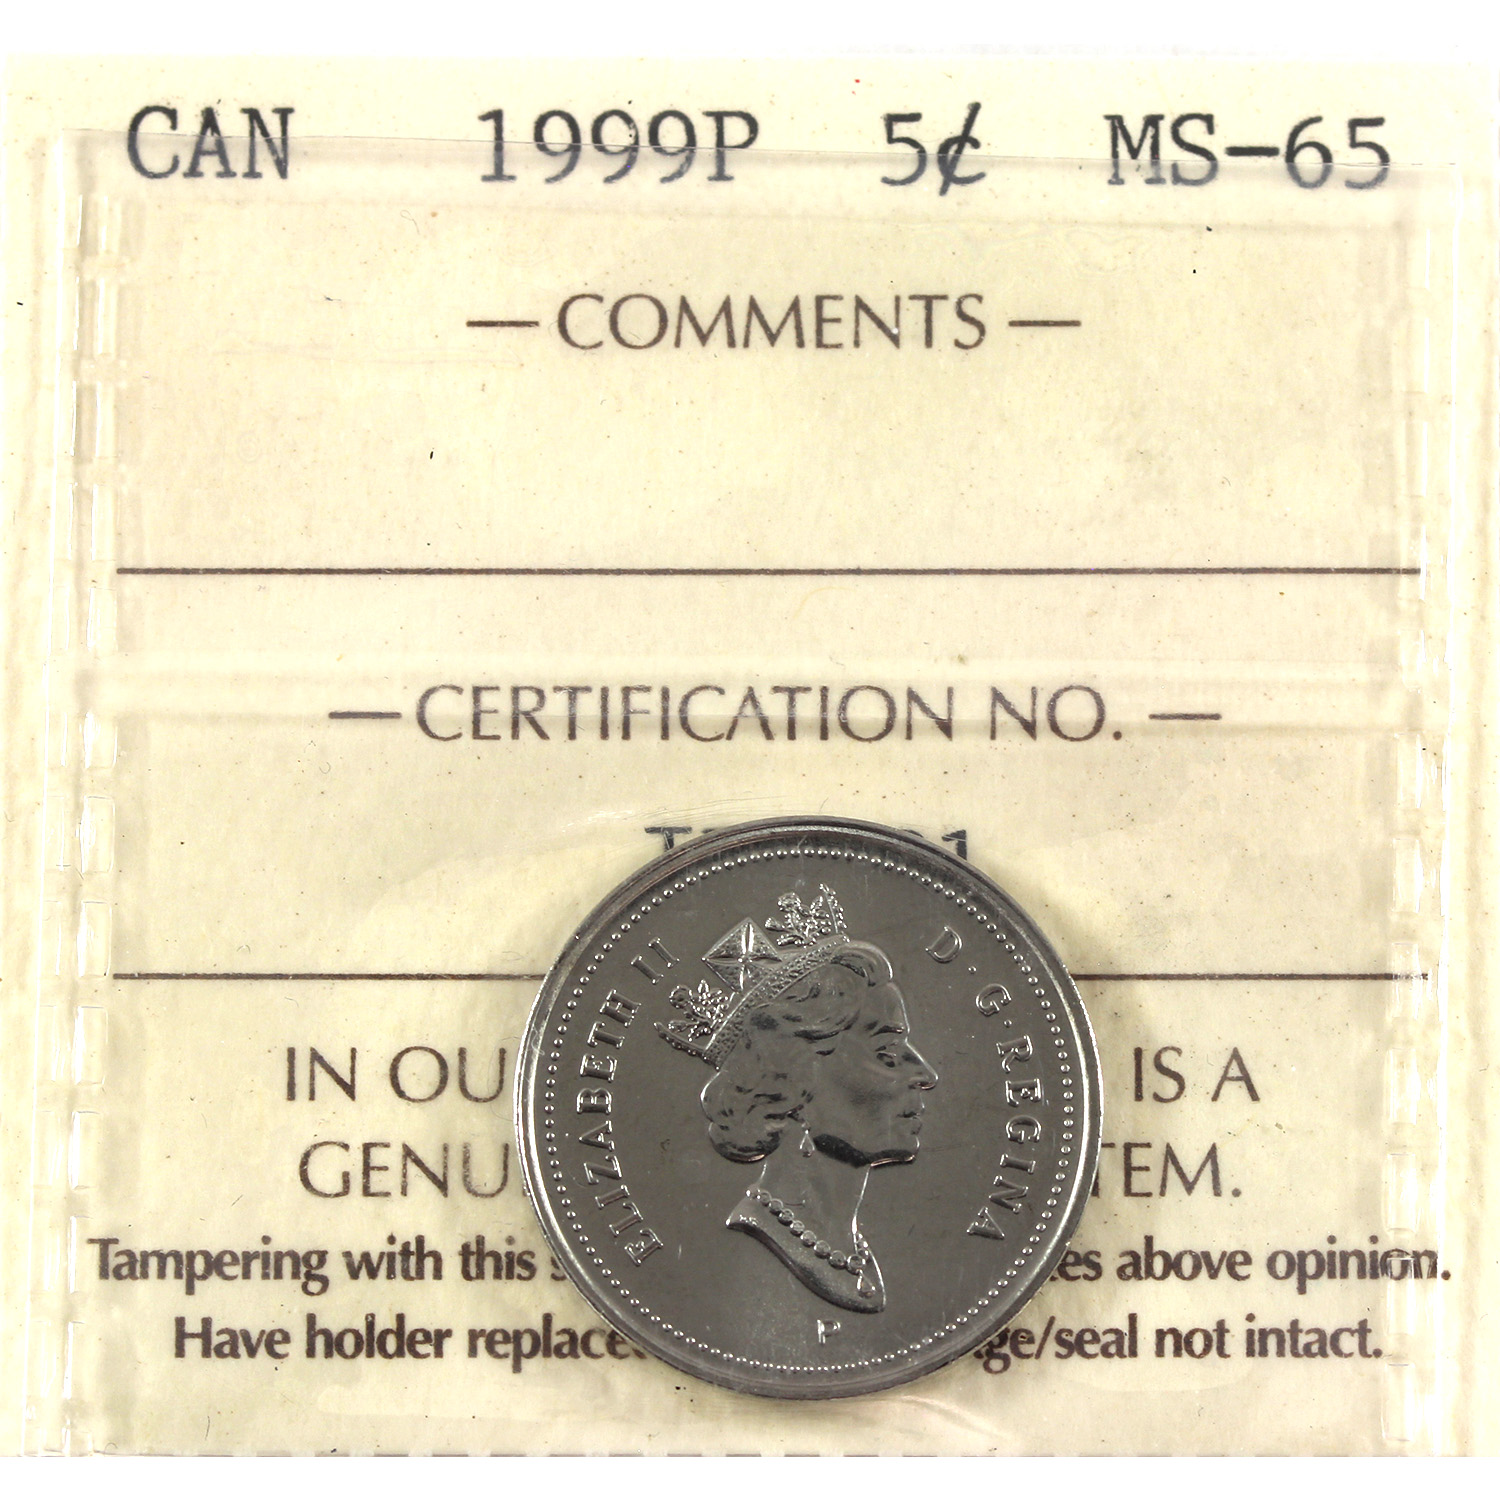 CAN 1999P 5¢ MS-65
— COMMENTS —
— CERTIFICATION NO. —
ELIZABETH II D·G·REGINA
P
IN OU IS A
GENU TEM.
Tampering with this es above opinion.
Have holder replace ge/seal not intact.